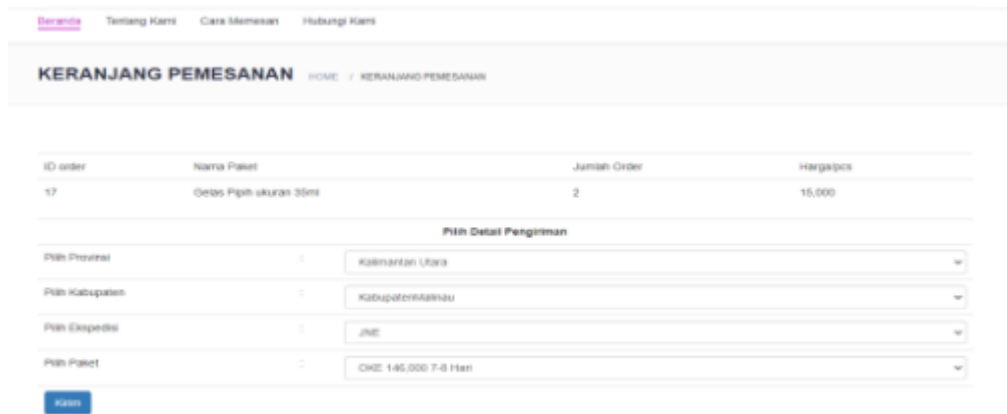 Beranda Tentang Kami Cara Memesan Hubungi Kami
KERANJANG PEMESANAN HOME / KERANJANG PEMESANAN
ID order Nama Paket Jumlah Order Harga/pcs
17 Gelas Pipih ukuran 35ml 2 15,000
Pilih Detail Pengiriman
Pilih Provinsi : Kalimantan Utara
Pilih Kabupaten : KabupatenMalinau
Pilih Ekspedisi : JNE
Pilih Paket : OKE 146,000 7-8 Hari
Kirim